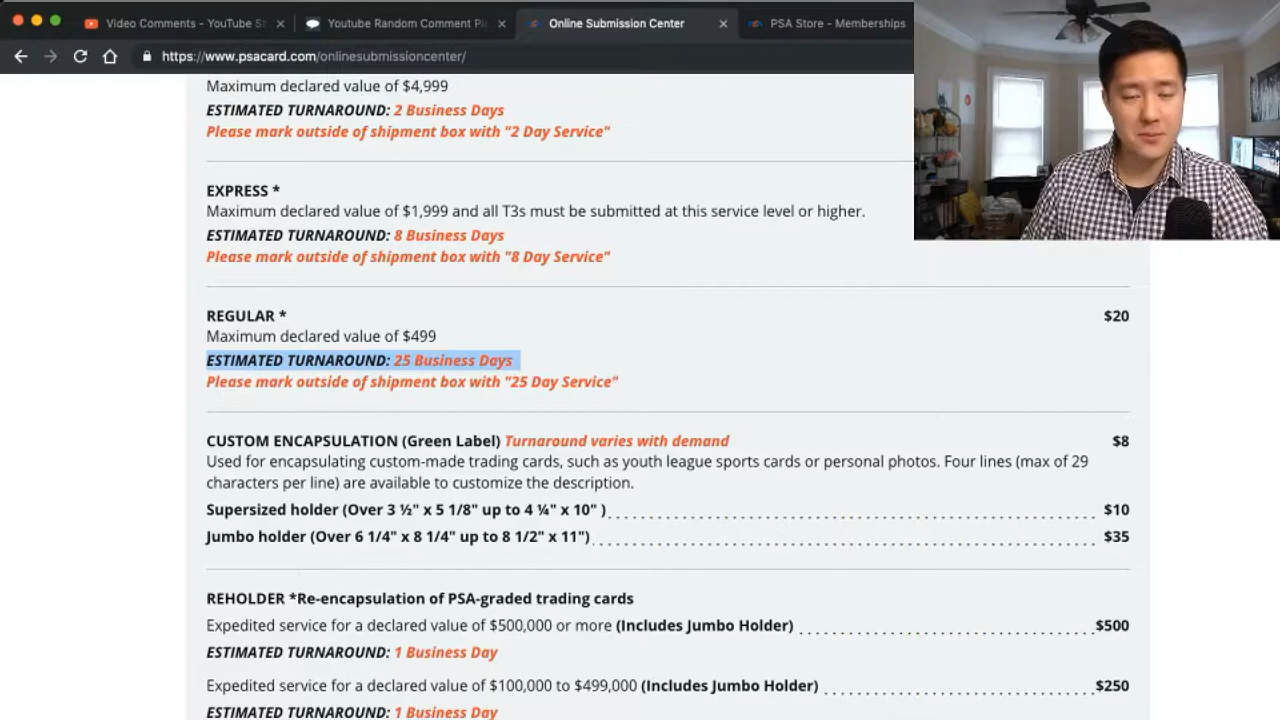 Video Comments - YouTube St
Youtube Random Comment Pi
Online Submission Center
PSA Store - Memberships
https://www.psacard.com/onlinesubmissioncenter/
Maximum declared value of $4,999
ESTIMATED TURNAROUND: 2 Business Days
Please mark outside of shipment box with "2 Day Service"
EXPRESS *
Maximum declared value of $1,999 and all T3s must be submitted at this service level or higher.
ESTIMATED TURNAROUND: 8 Business Days
Please mark outside of shipment box with "8 Day Service"
REGULAR * $20
Maximum declared value of $499
ESTIMATED TURNAROUND: 25 Business Days
Please mark outside of shipment box with "25 Day Service"
CUSTOM ENCAPSULATION (Green Label) Turnaround varies with demand $8
Used for encapsulating custom-made trading cards, such as youth league sports cards or personal photos. Four lines (max of 29
characters per line) are available to customize the description.
Supersized holder (Over 3 ½" x 5 1/8" up to 4 ¼" x 10" ) $10
Jumbo holder (Over 6 1/4" x 8 1/4" up to 8 1/2" x 11") $35
REHOLDER *Re-encapsulation of PSA-graded trading cards
Expedited service for a declared value of $500,000 or more (Includes Jumbo Holder) $500
ESTIMATED TURNAROUND: 1 Business Day
Expedited service for a declared value of $100,000 to $499,000 (Includes Jumbo Holder) $250
ESTIMATED TURNAROUND: 1 Business Day